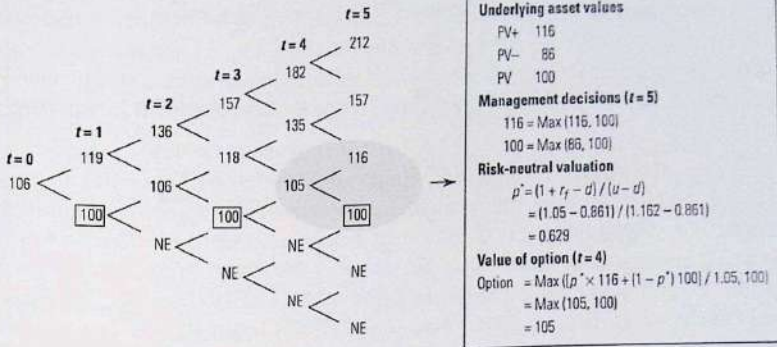 t=5
212
t=4
182
t=3
157
157
t=2
136
135
t=1
119
118
116
t=0
106
106
105
100
100
100
NE
NE
NE
NE
NE
NE
Underlying asset values
PV+ 116
PV– 86
PV 100
Management decisions (t=5)
116 = Max (116, 100)
100 = Max (86, 100)
Risk-neutral valuation
p* = (1 + rf – d) / (u – d)
= (1.05 – 0.861) / (1.162 – 0.861)
= 0.629
Value of option (t=4)
Option = Max ([p* × 116 + (1 – p*) 100] / 1.05, 100)
= Max (105, 100)
= 105